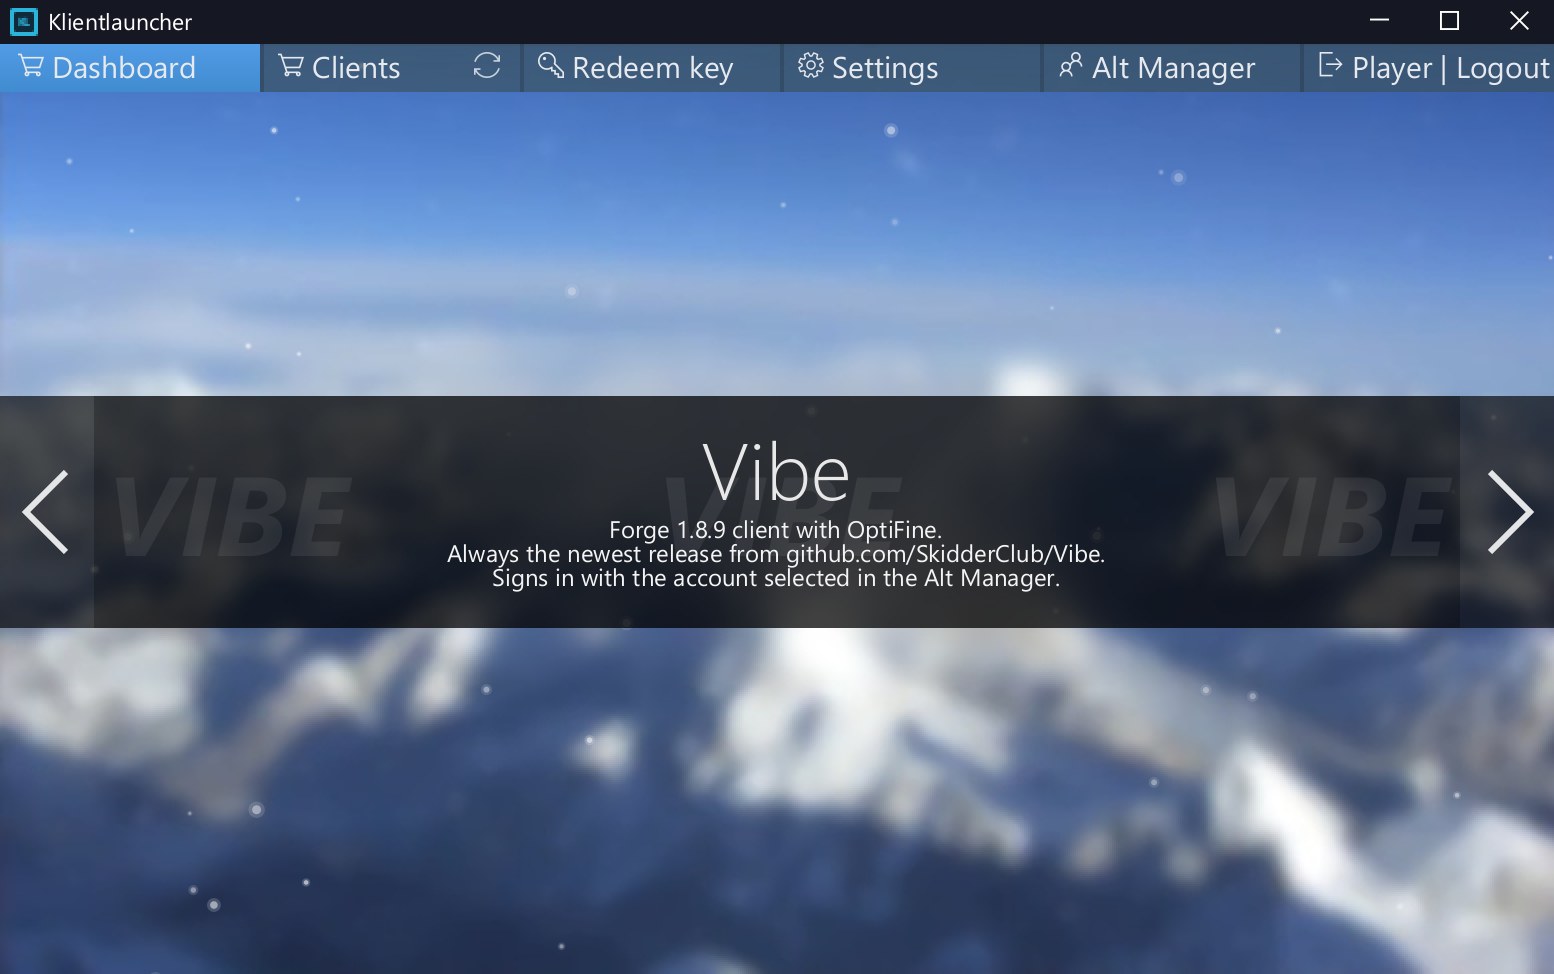 Klientlauncher
Dashboard
Clients
Redeem key
Settings
Alt Manager
Player | Logout
VIBE
VIBE
VIBE
Vibe
Forge 1.8.9 client with OptiFine.
Always the newest release from github.com/SkidderClub/Vibe.
Signs in with the account selected in the Alt Manager.